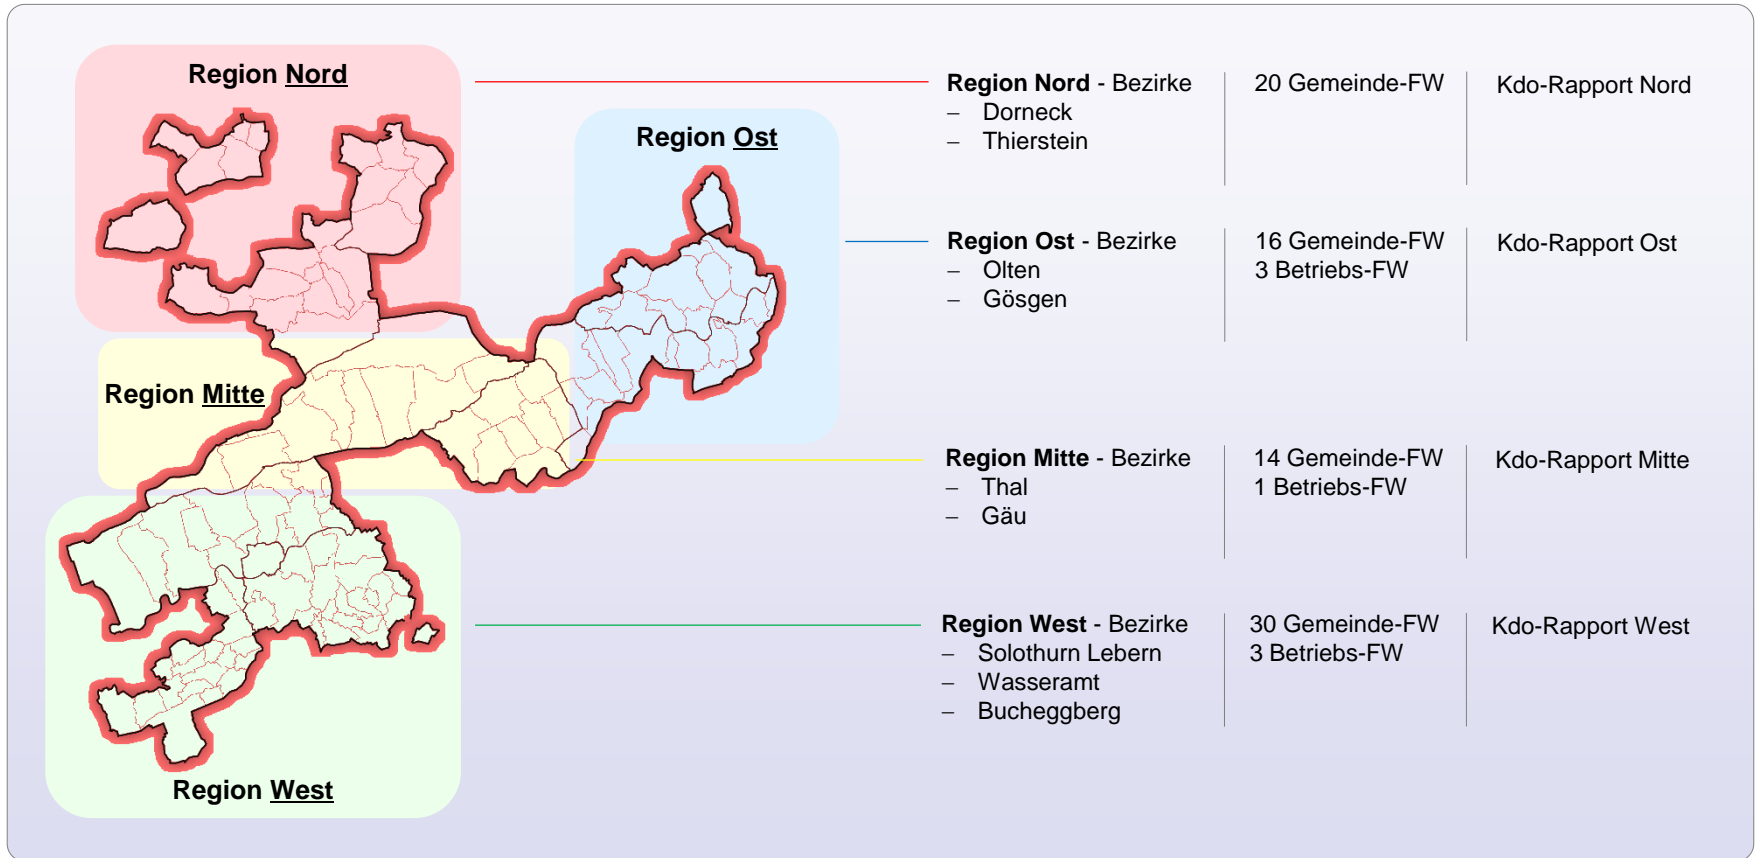 Region Nord
Region Ost
Region Mitte
Region West
Region Nord - Bezirke
– Dorneck
– Thierstein
20 Gemeinde-FW
Kdo-Rapport Nord
Region Ost - Bezirke
– Olten
– Gösgen
16 Gemeinde-FW
3 Betriebs-FW
Kdo-Rapport Ost
Region Mitte - Bezirke
– Thal
– Gäu
14 Gemeinde-FW
1 Betriebs-FW
Kdo-Rapport Mitte
Region West - Bezirke
– Solothurn Lebern
– Wasseramt
– Bucheggberg
30 Gemeinde-FW
3 Betriebs-FW
Kdo-Rapport West